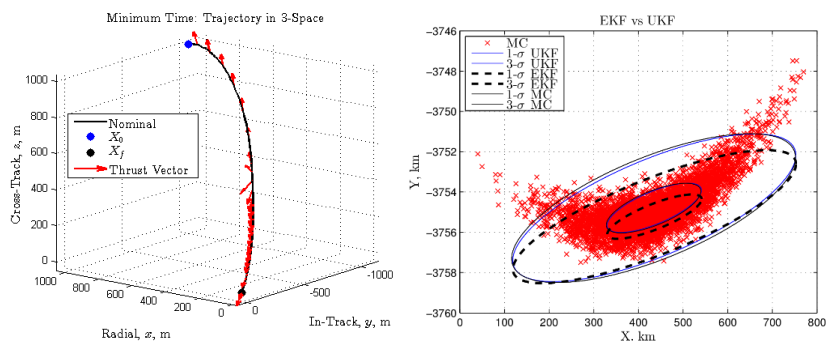 Minimum Time: Trajectory in 3-Space
Cross-Track, z, m
1000
800
600
400
200
0
Nominal
X₀
X_f
Thrust Vector
1000
800
600
400
200
0
Radial, x, m
0
-500
-1000
In-Track, y, m
EKF vs UKF
Y, km
−3746
−3748
−3750
−3752
−3754
−3756
−3758
−3760
MC
1-σ UKF
3-σ UKF
1-σ EKF
3-σ EKF
1-σ MC
3-σ MC
0
100
200
300
400
500
600
700
800
X, km